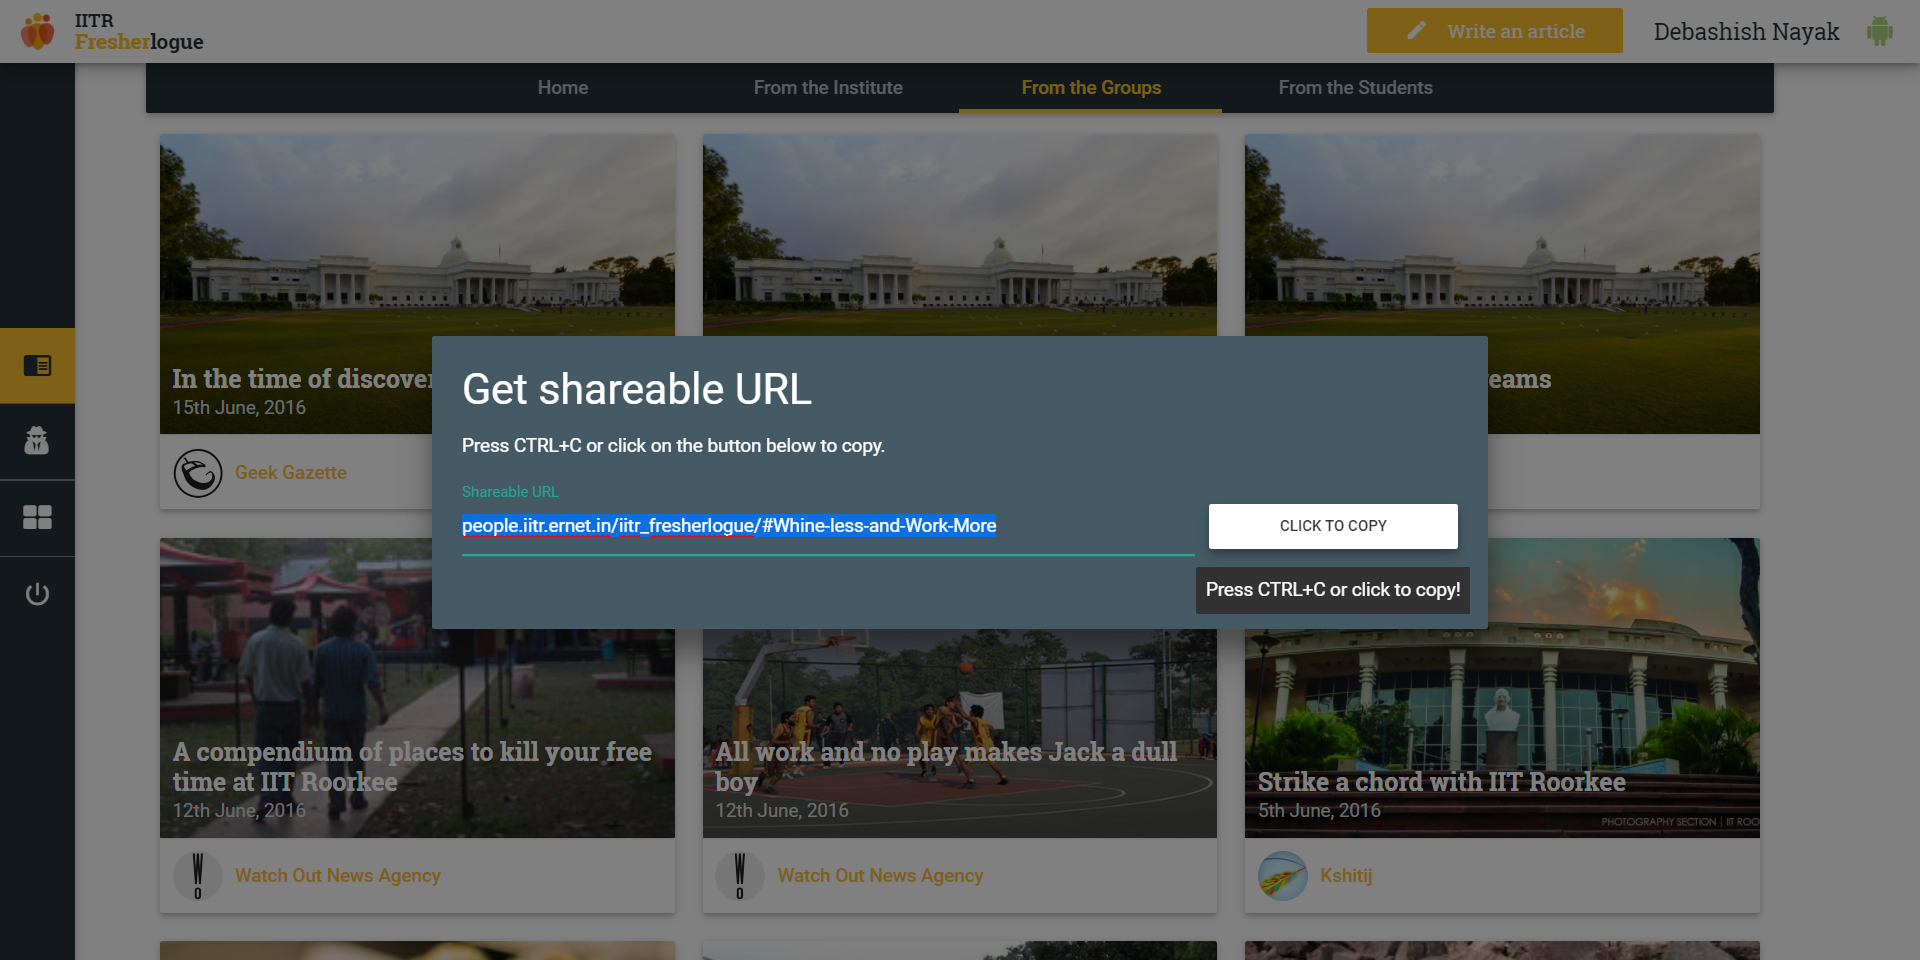 IITR
Fresherlogue
Write an article
Debashish Nayak
Home
From the Institute
From the Groups
From the Students
In the time of discover
15th June, 2016
Geek Gazette
eams
Get shareable URL
Press CTRL+C or click on the button below to copy.
Shareable URL
people.iitr.ernet.in/iitr_fresherlogue/#Whine-less-and-Work-More
CLICK TO COPY
Press CTRL+C or click to copy!
A compendium of places to kill your free
time at IIT Roorkee
12th June, 2016
Watch Out News Agency
All work and no play makes Jack a dull
boy
12th June, 2016
Watch Out News Agency
Strike a chord with IIT Roorkee
5th June, 2016
PHOTOGRAPHY SECTION | IIT ROO
Kshitij